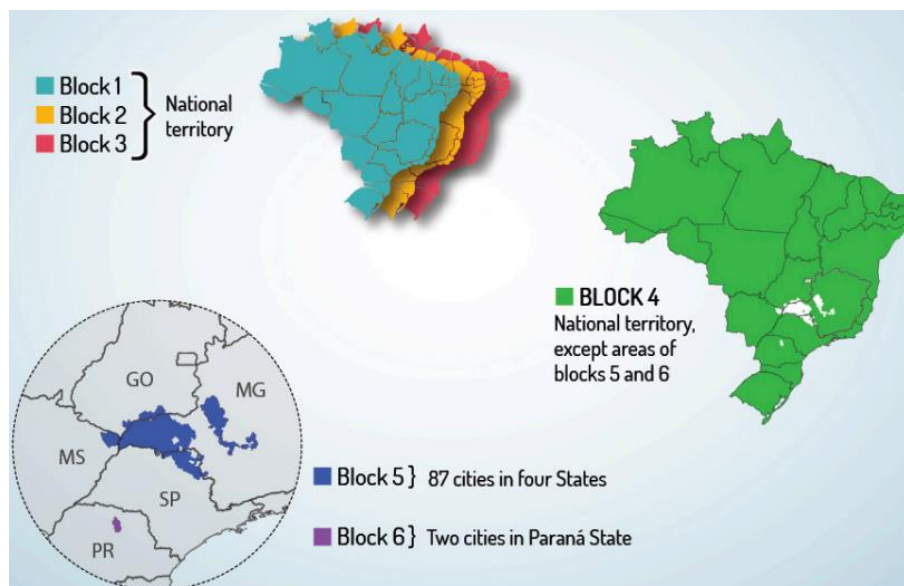 Block 1
Block 2
Block 3
National
territory
BLOCK 4
National territory,
except areas of
blocks 5 and 6
GO
MG
MS
SP
PR
Block 5 } 87 cities in four States
Block 6 } Two cities in Paraná State